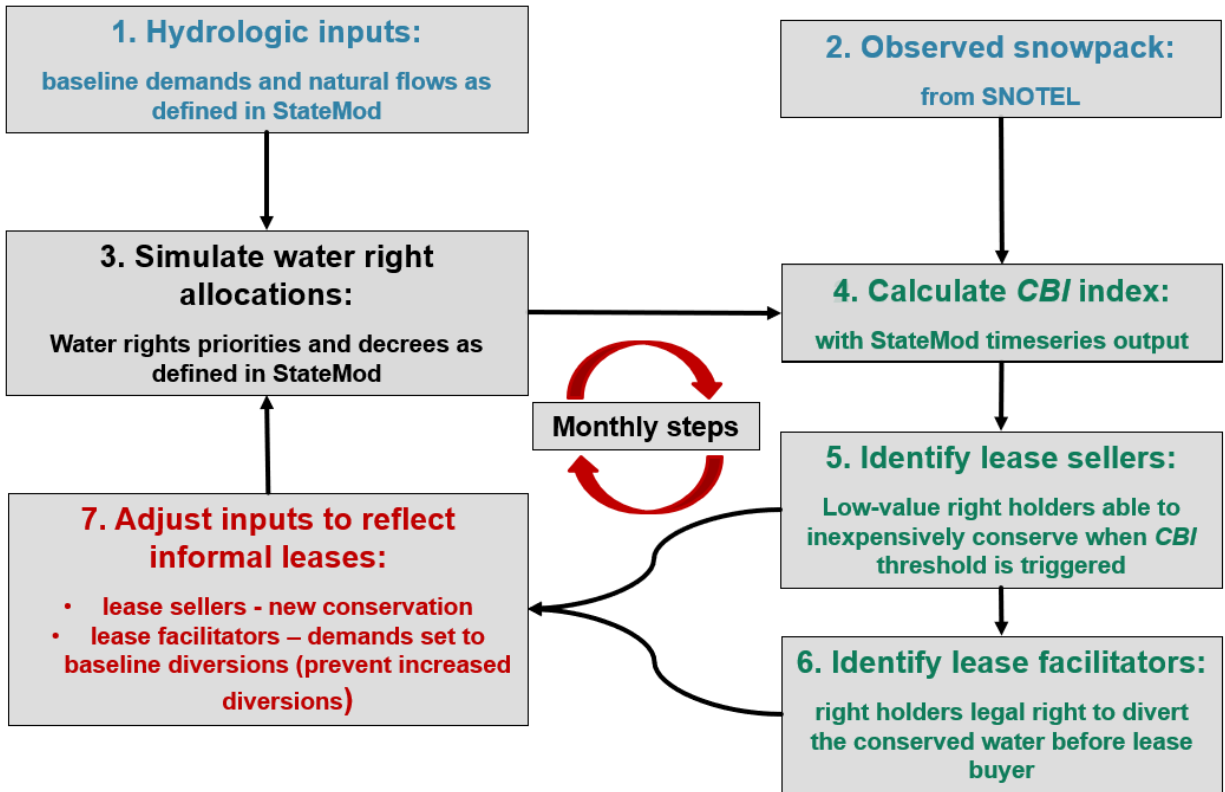 1. Hydrologic inputs:
baseline demands and natural flows as
defined in StateMod
2. Observed snowpack:
from SNOTEL
3. Simulate water right
allocations:
Water rights priorities and decrees as
defined in StateMod
4. Calculate CBI index:
with StateMod timeseries output
Monthly steps
5. Identify lease sellers:
Low-value right holders able to
inexpensively conserve when CBI
threshold is triggered
6. Identify lease facilitators:
right holders legal right to divert
the conserved water before lease
buyer
7. Adjust inputs to reflect
informal leases:
• lease sellers - new conservation
• lease facilitators – demands set to
baseline diversions (prevent increased
diversions)